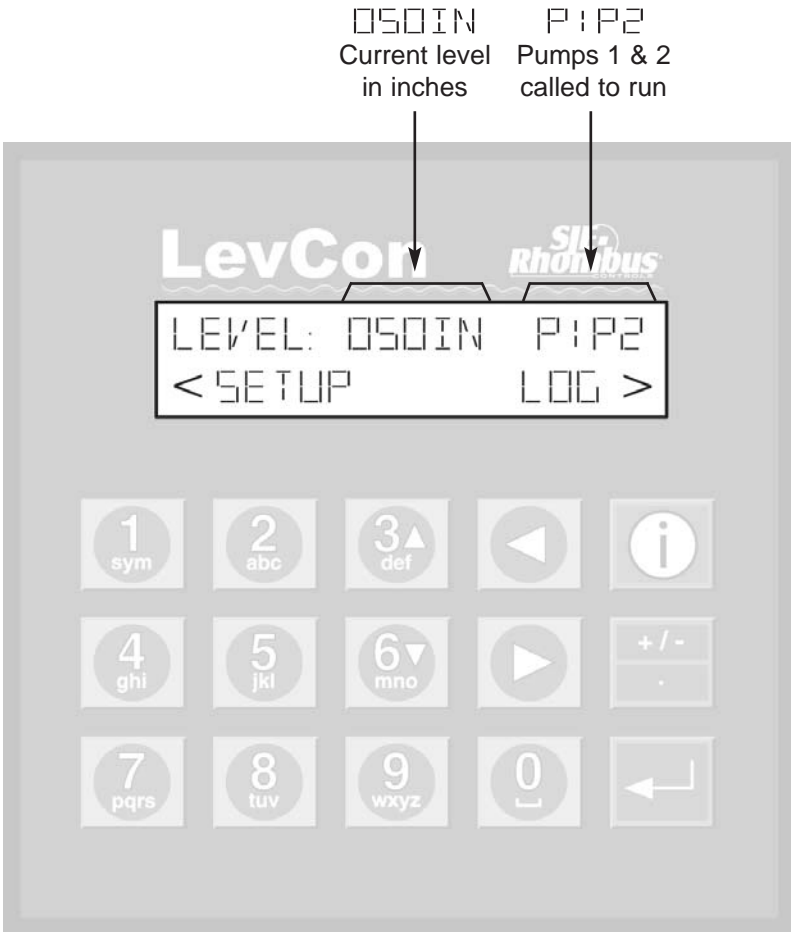 050IN P1P2
Current level Pumps 1 & 2
in inches called to run
LevCon SJE-Rhombus
CONTROLS
LEVEL: 050IN P1P2
< SETUP LOG >
1 2 3▲ ◄ i
sym abc def
4 5 6▼ ► + / -
ghi jkl mno .
7 8 9 0
pqrs tuv wxyz